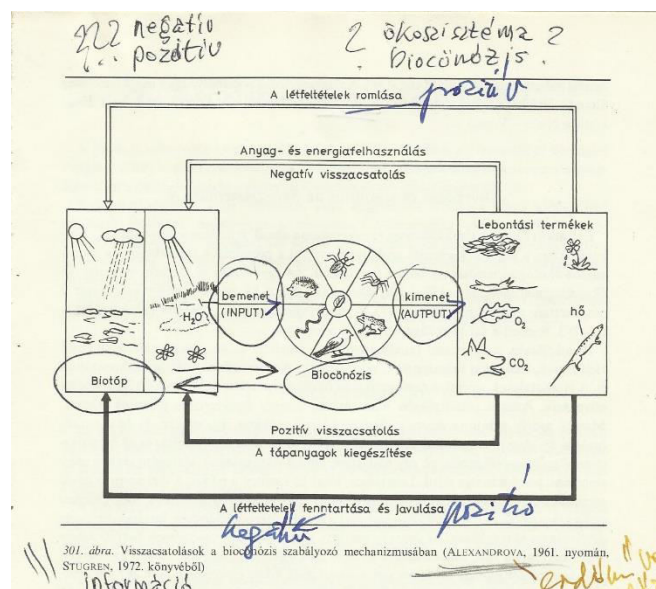 ??? negatív
pozitív
? ökoszisztéma ?
biocönózis
A létfeltételek romlása
pozitív
Anyag- és energiafelhasználás
Negatív visszacsatolás
Lebontási termékek
bemenet
(INPUT)
kimenet
(AUTPUT)
H₂O
O₂
hő
CO₂
Biotóp
Biocönózis
Pozitív visszacsatolás
A tápanyagok kiegészítése
A létfeltételek fenntartása és javulása
negatív
pozitív
301. ábra. Visszacsatolások a biocönózis szabályozó mechanizmusában (ALEXANDROVA, 1961. nyomán,
STUGREN, 1972. könyvéből)
információ